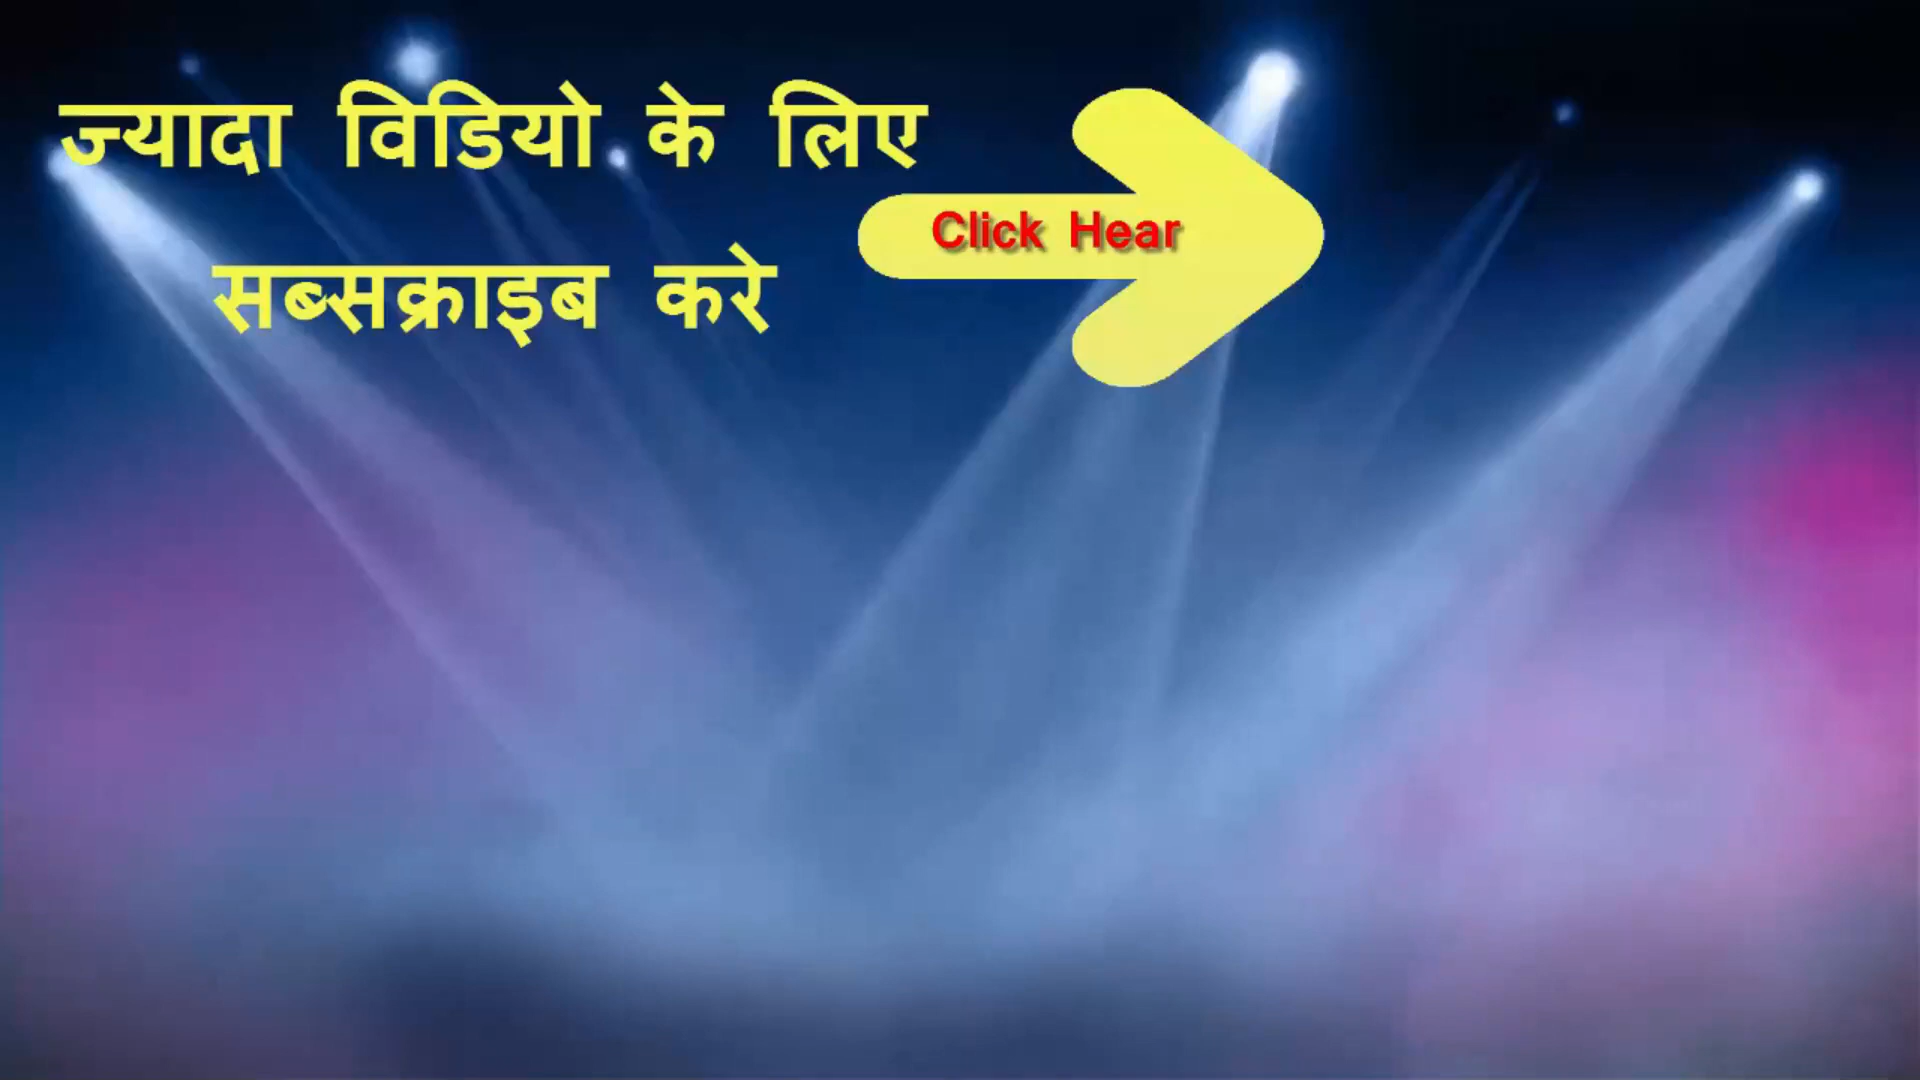 ज्यादा विडियो के लिए
Click Hear
सब्सक्राइब करे